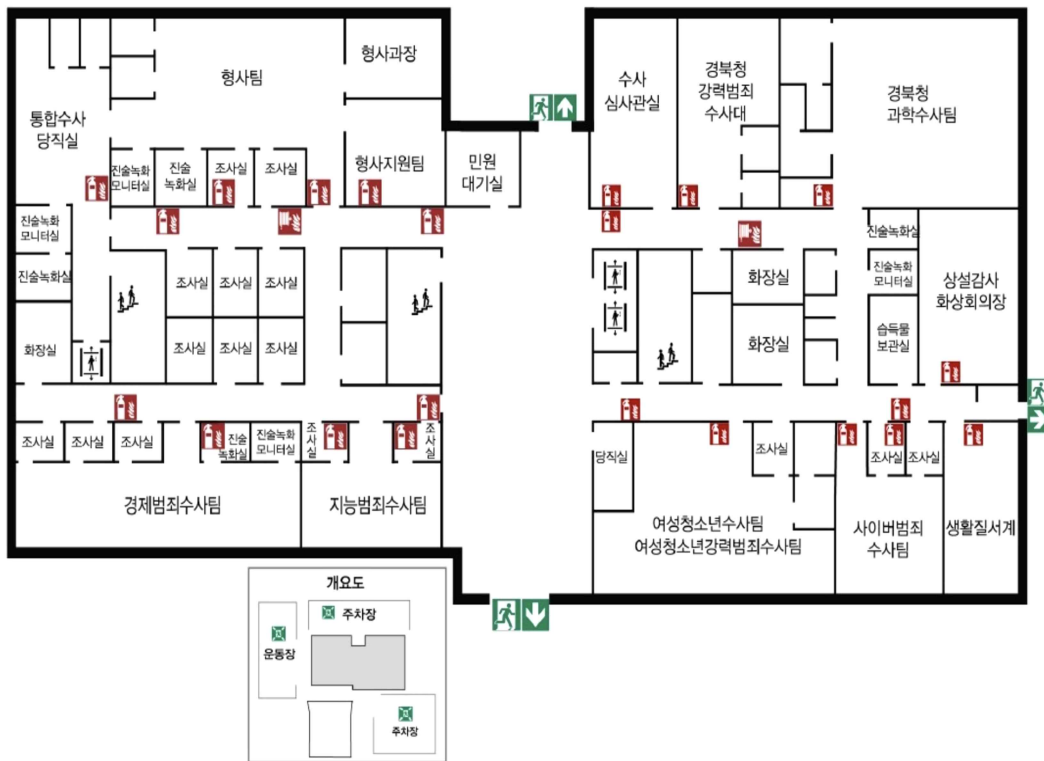 형사팀
형사과장
통합수사
당직실
진술녹화
모니터실
진술
녹화실
조사실
조사실
형사지원팀
민원
대기실
수사
심사관실
경북청
강력범죄
수사대
경북청
과학수사팀
진술녹화
모니터실
진술녹화실
화장실
조사실
조사실
조사실
조사실
조사실
조사실
화장실
화장실
진술녹화실
진술녹화
모니터실
습득물
보관실
상설감사
화상회의장
조사실
조사실
조사실
진술
녹화실
진술녹화
모니터실
조
사
실
조
사
실
경제범죄수사팀
지능범죄수사팀
당직실
조사실
여성청소년수사팀
여성청소년강력범죄수사팀
조사실
조사실
사이버범죄
수사팀
생활질서계
개요도
주차장
운동장
주차장